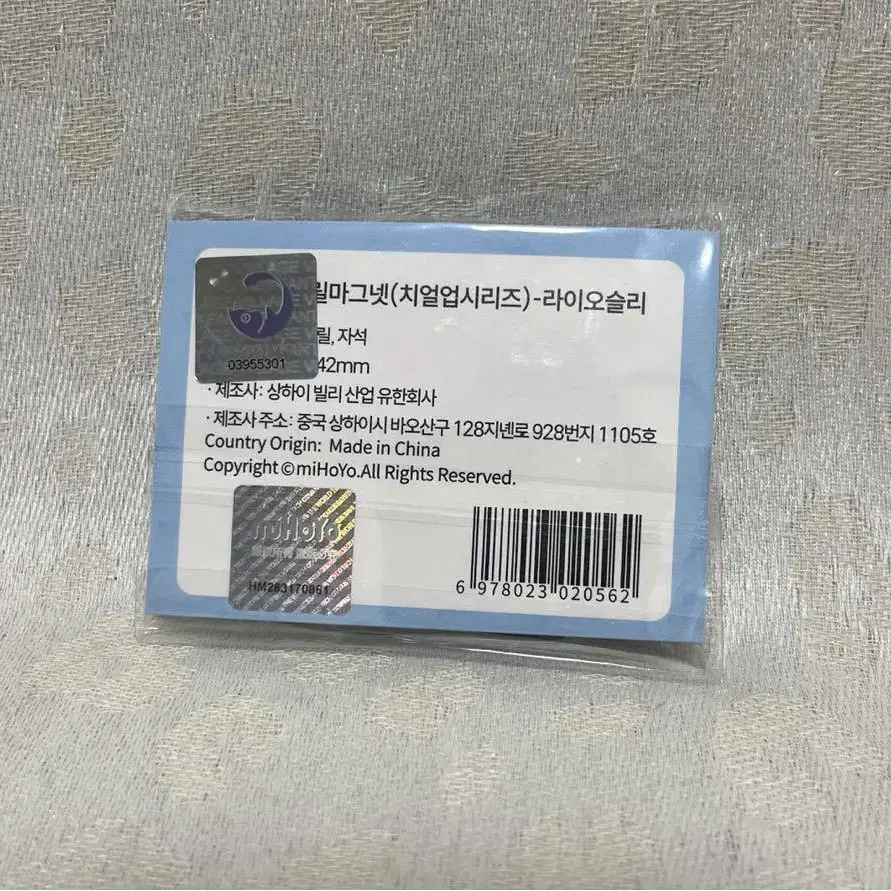 릴마그넷(치얼업시리즈)-라이오슬리
릴, 자석
42mm
03955301
· 제조사: 상하이 빌리 산업 유한회사
· 제조사 주소: 중국 상하이시 바오산구 128지녠로 928번지 1105호
Country Origin: Made in China
Copyright ©miHoYo.All Rights Reserved.
miHoYo
HM283170861
6 978023 020562